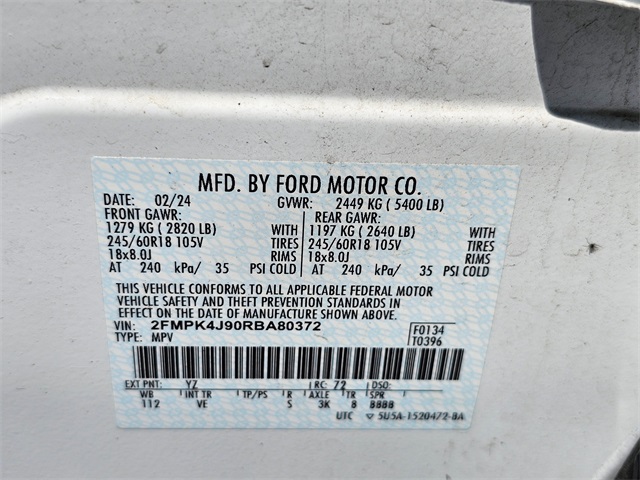 MFD. BY FORD MOTOR CO.
DATE: 02/24 GVWR: 2449 KG ( 5400 LB)
FRONT GAWR: REAR GAWR:
1279 KG ( 2820 LB) WITH 1197 KG ( 2640 LB) WITH
245/60R18 105V TIRES 245/60R18 105V TIRES
18x8.0J RIMS 18x8.0J RIMS
AT 240 kPa/ 35 PSI COLD AT 240 kPa/ 35 PSI COLD
THIS VEHICLE CONFORMS TO ALL APPLICABLE FEDERAL MOTOR
VEHICLE SAFETY AND THEFT PREVENTION STANDARDS IN
EFFECT ON THE DATE OF MANUFACTURE SHOWN ABOVE.
VIN: 2FMPK4J90RBA80372 F0134
TYPE: MPV T0396
EXT PNT: YZ RC: 72 DSO:
WB INT TR TP/PS R AXLE TR SPR
112 VE S 3K 8 8888
UTC ▽ 5U5A-1520472-BA